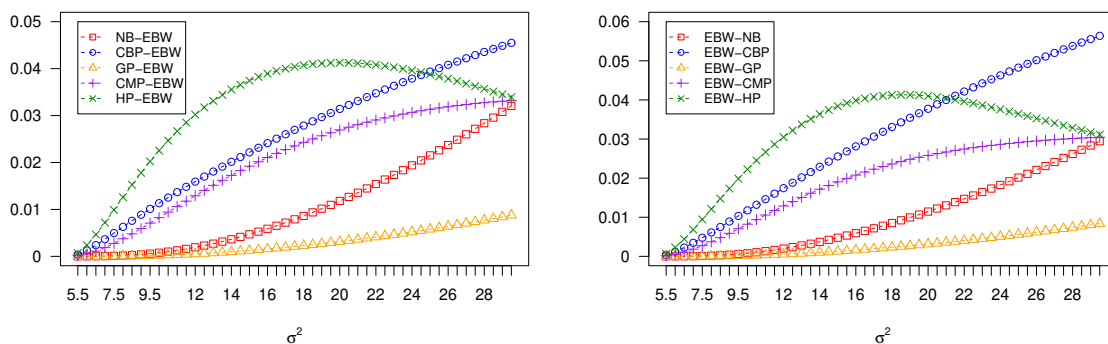 0.05
0.04
0.03
0.02
0.01
0
NB−EBW
CBP−EBW
GP−EBW
CMP−EBW
HP−EBW
5.5 7.5 9.5 12 14 16 18 20 22 24 26 28
σ²
0.06
0.05
0.04
0.03
0.02
0.01
0
EBW−NB
EBW−CBP
EBW−GP
EBW−CMP
EBW−HP
5.5 7.5 9.5 12 14 16 18 20 22 24 26 28
σ²